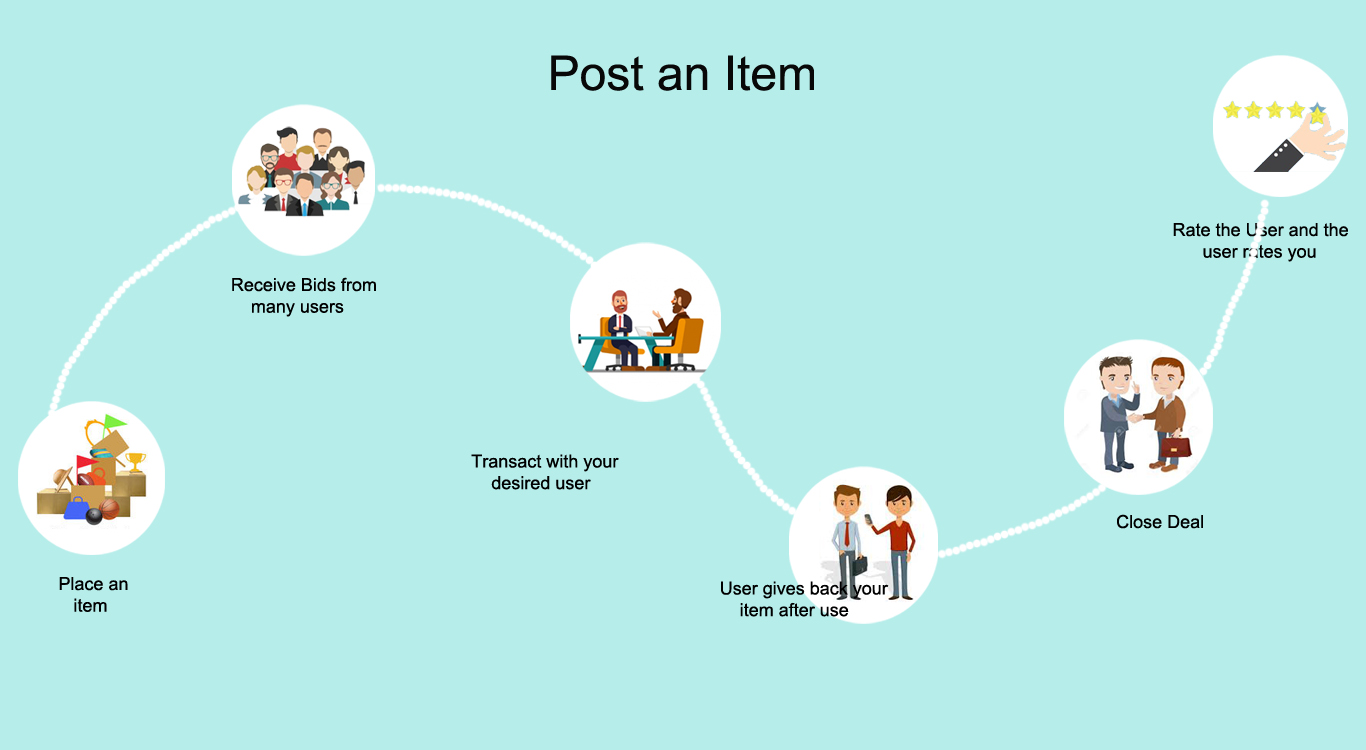 Post an Item
Receive Bids from
many users
Place an
item
Transact with your
desired user
User gives back your
item after use
Close Deal
Rate the User and the
user rates you